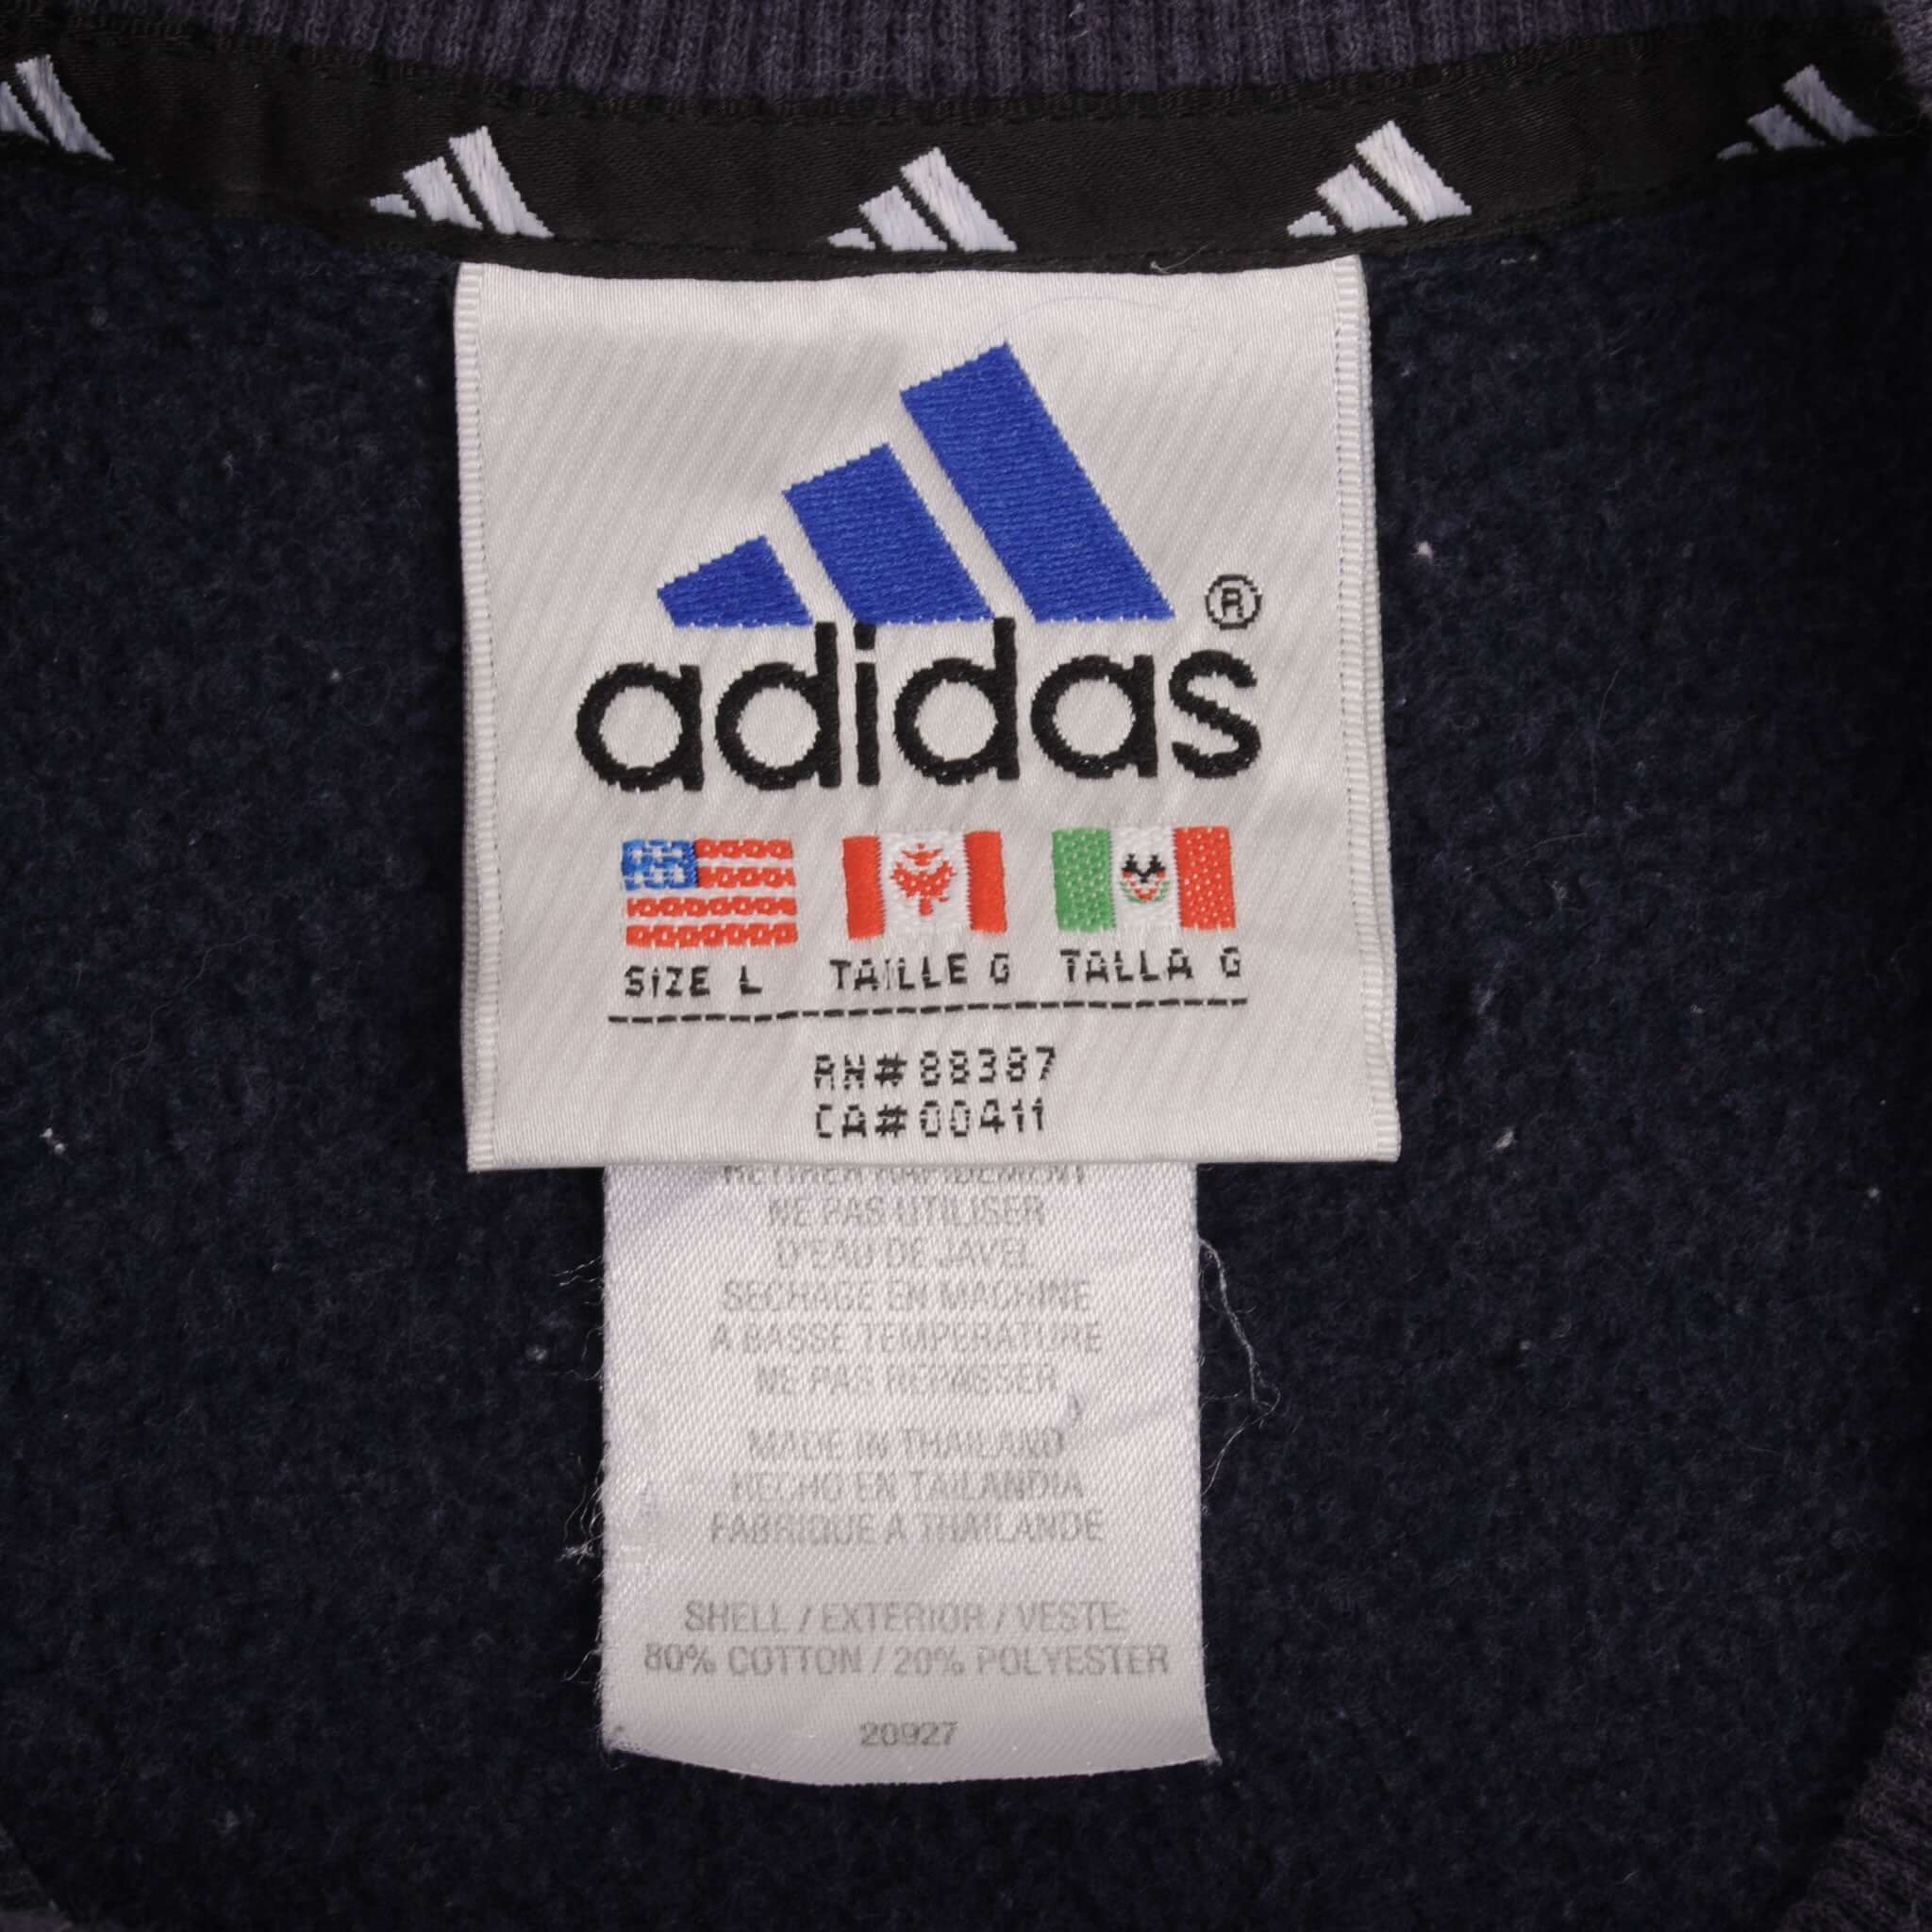 ®
adidas
SIZE L TAILLE G TALLA G
RN# 88387
CA# 00411
RETIRER RAPIDEMENT
NE PAS UTILISER
D'EAU DE JAVEL
SECHAGE EN MACHINE
A BASSE TEMPERATURE
NE PAS REPASSER
MADE IN THAILAND
HECHO EN TAILANDIA
FABRIQUE A THAILANDE
SHELL / EXTERIOR / VESTE:
80% COTTON / 20% POLYESTER
20927